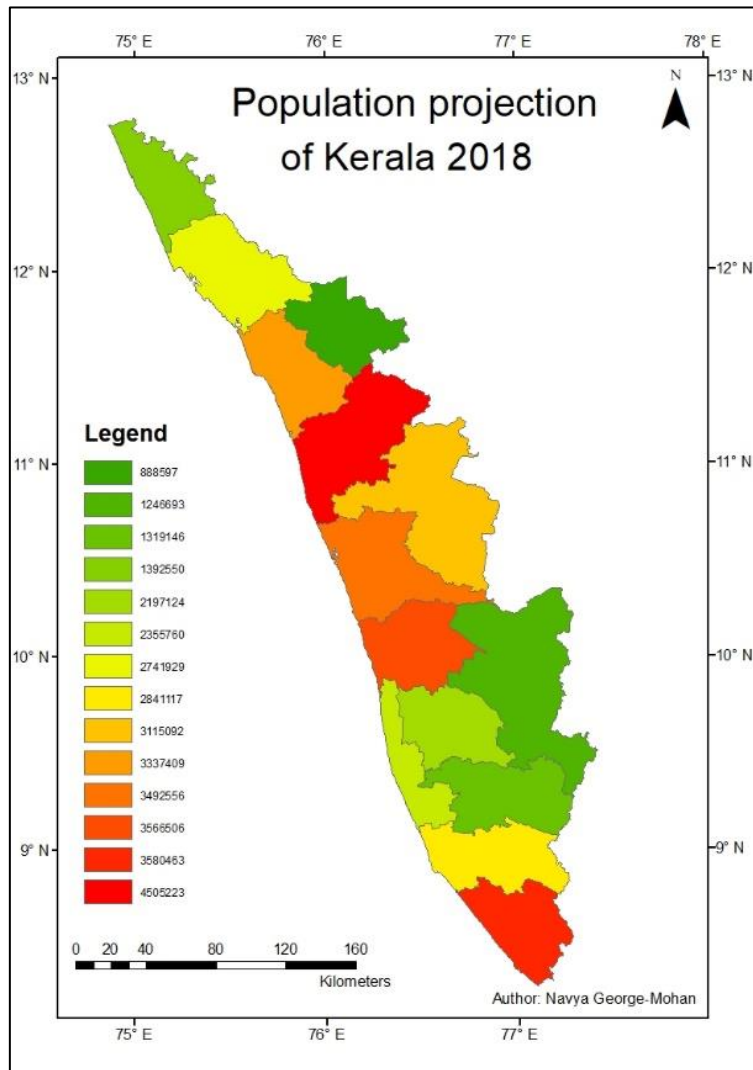 75° E 76° E 77° E 78° E
13° N 13° N
N
Population projection
of Kerala 2018
12° N 12° N
Legend
11° N 11° N
888597
1246693
1319146
1392550
2197124
2355760
2741929
2841117
3115092
3337409
3492556
3566506
3580463
4505223
10° N 10° N
9° N 9° N
0 20 40 80 120 160
Kilometers
Author: Navya George-Mohan
75° E 76° E 77° E